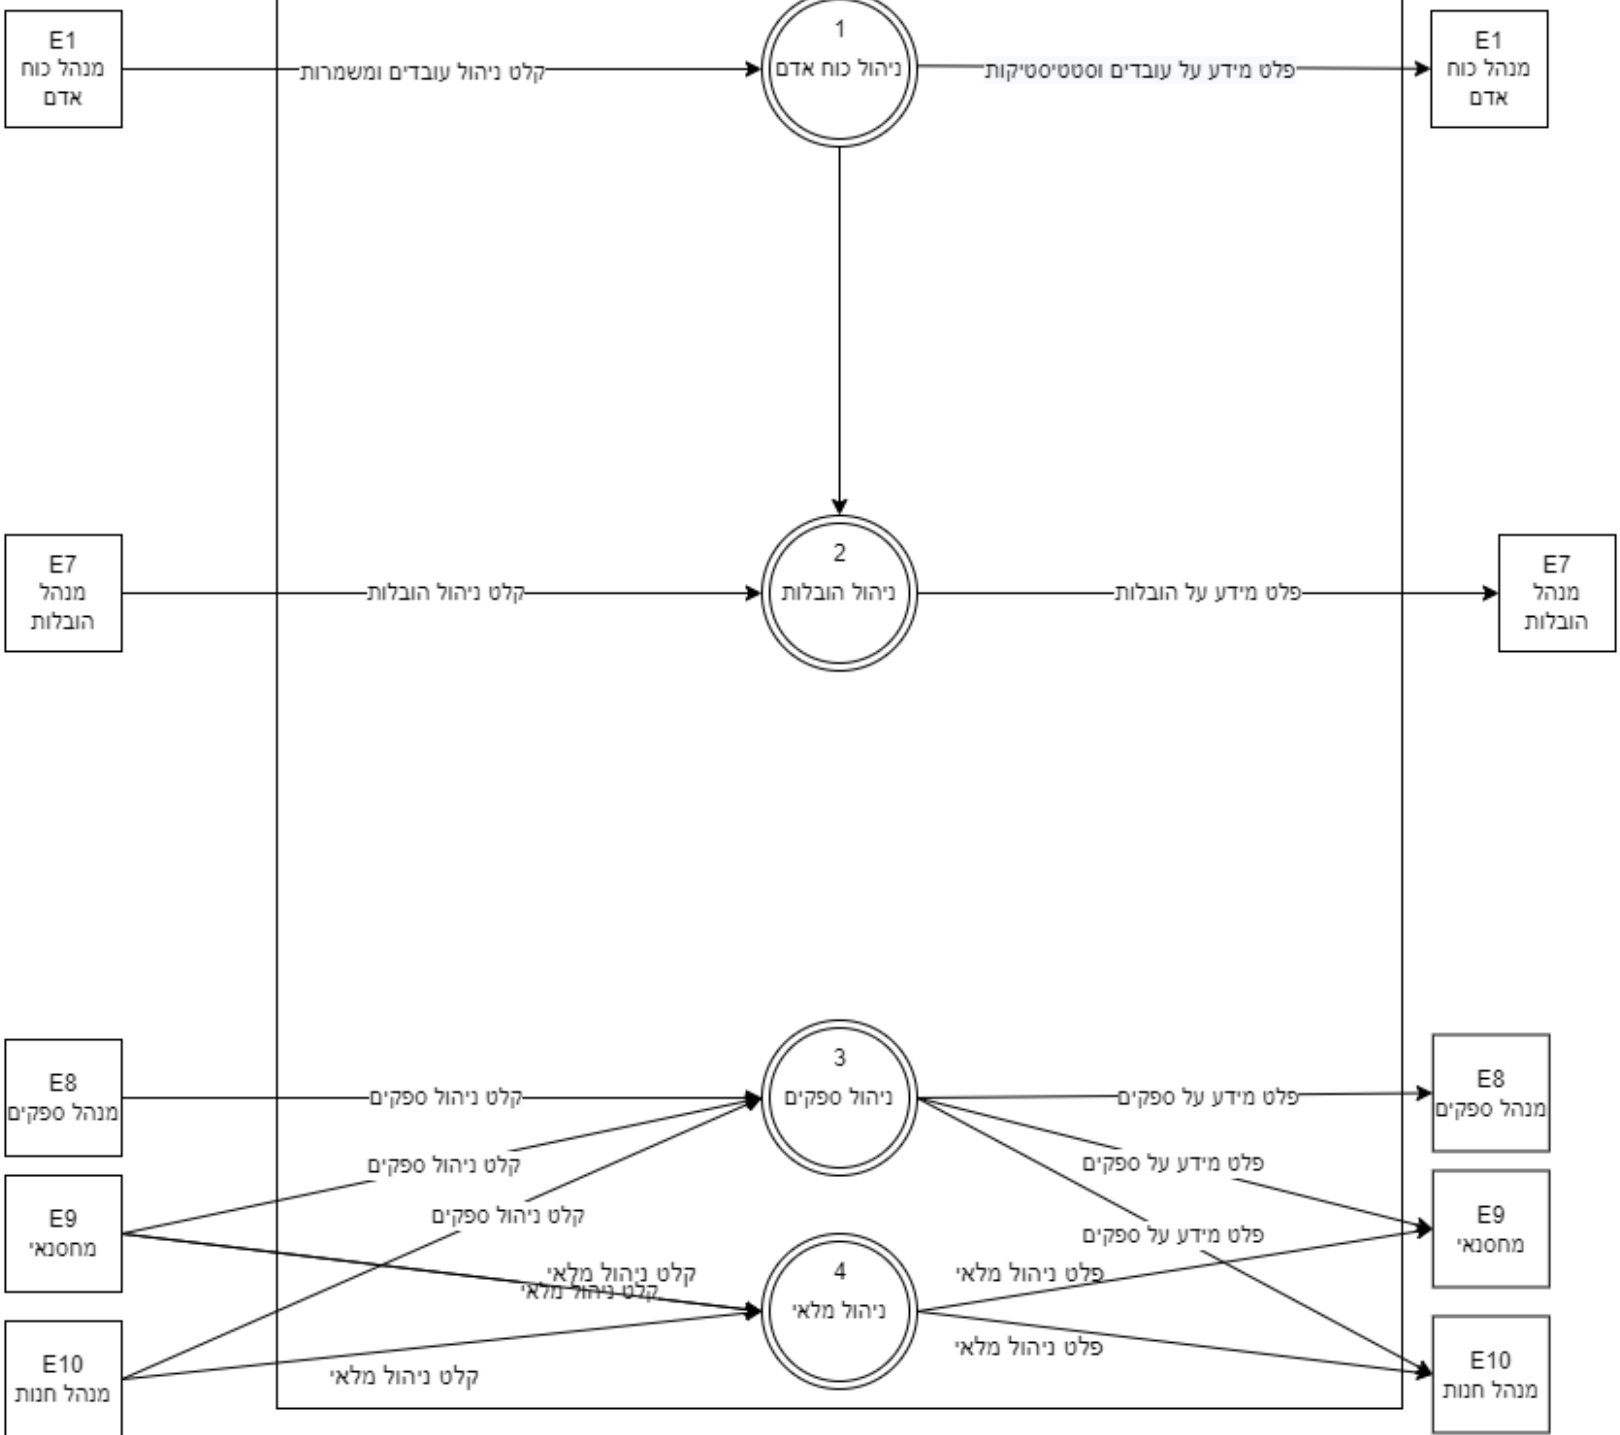 E1
מנהל כוח
אדם
קלט ניהול עובדים ומשמרות
1
ניהול כוח אדם
פלט מידע על עובדים וסטטיסטיקות
E1
מנהל כוח
אדם
E7
מנהל
הובלות
קלט ניהול הובלות
2
ניהול הובלות
פלט מידע על הובלות
E7
מנהל
הובלות
E8
מנהל ספקים
קלט ניהול ספקים
3
ניהול ספקים
פלט מידע על ספקים
E8
מנהל ספקים
קלט ניהול ספקים
פלט מידע על ספקים
E9
מחסנאי
קלט ניהול ספקים
פלט מידע על ספקים
E9
מחסנאי
קלט ניהול מלאי
קלט ניהול מלאי
4
ניהול מלאי
פלט ניהול מלאי
E10
מנהל חנות
קלט ניהול מלאי
פלט ניהול מלאי
E10
מנהל חנות